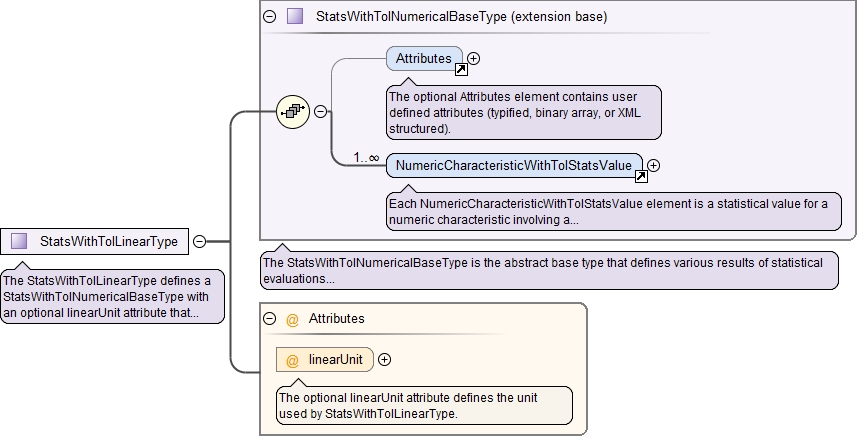 StatsWithTolNumericalBaseType (extension base)
Attributes
The optional Attributes element contains user
defined attributes (typified, binary array, or XML
structured).
1..∞
NumericCharacteristicWithTolStatsValue
Each NumericCharacteristicWithTolStatsValue element is a statistical value for a
numeric characteristic involving a...
StatsWithTolLinearType
The StatsWithTolLinearType defines a
StatsWithTolNumericalBaseType with
an optional linearUnit attribute that...
The StatsWithTolNumericalBaseType is the abstract base type that defines various results of statistical
evaluations...
@ Attributes
@ linearUnit
The optional linearUnit attribute defines the unit
used by StatsWithTolLinearType.